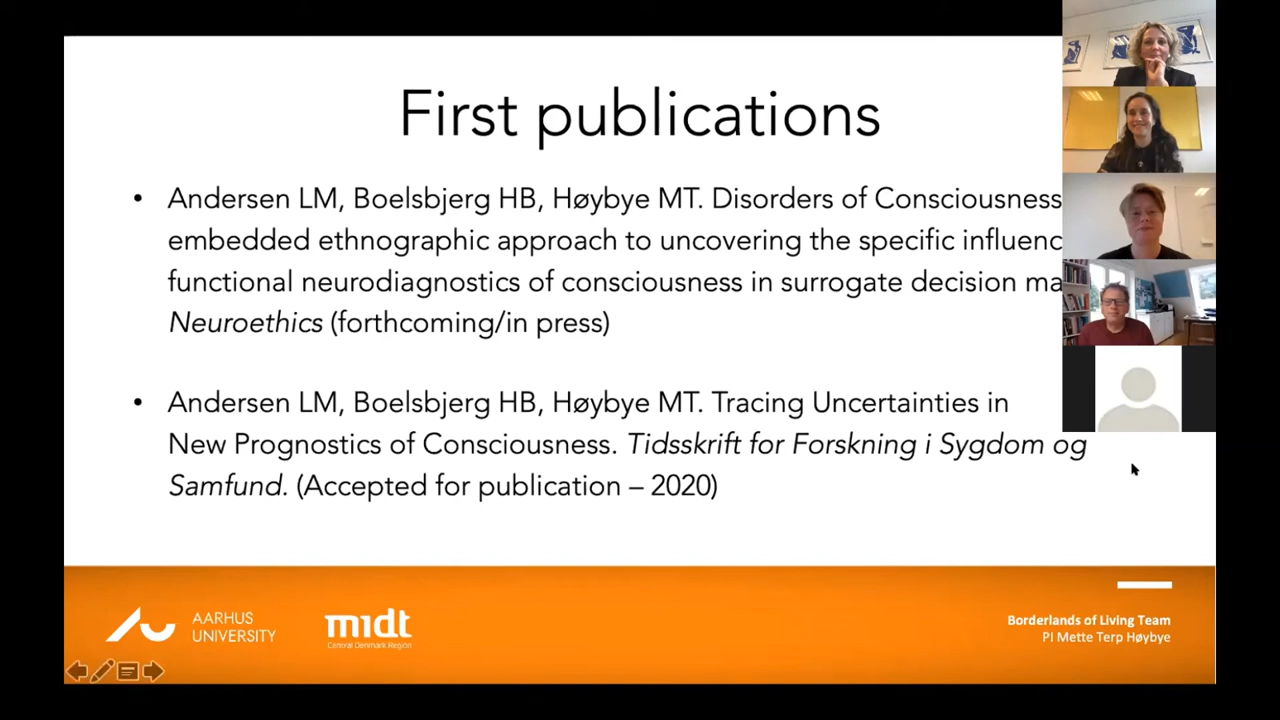 First publications
• Andersen LM, Boelsbjerg HB, Høybye MT. Disorders of Consciousness
embedded ethnographic approach to uncovering the specific influenc
functional neurodiagnostics of consciousness in surrogate decision ma
Neuroethics (forthcoming/in press)
• Andersen LM, Boelsbjerg HB, Høybye MT. Tracing Uncertainties in
New Prognostics of Consciousness. Tidsskrift for Forskning i Sygdom og
Samfund. (Accepted for publication – 2020)
AARHUS
UNIVERSITY
midt
Central Denmark Region
Borderlands of Living Team
PI Mette Terp Høybye